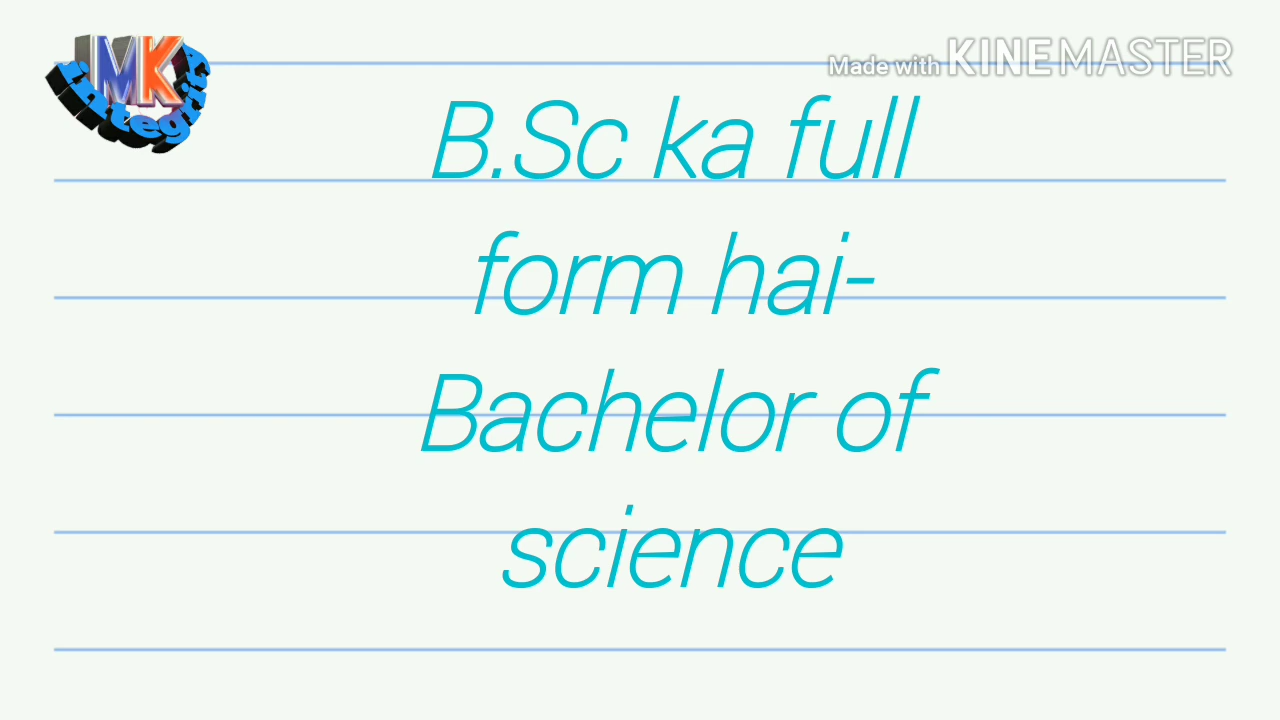 MK
integrity
Made with KINEMASTER
B.Sc ka full
form hai-
Bachelor of
science